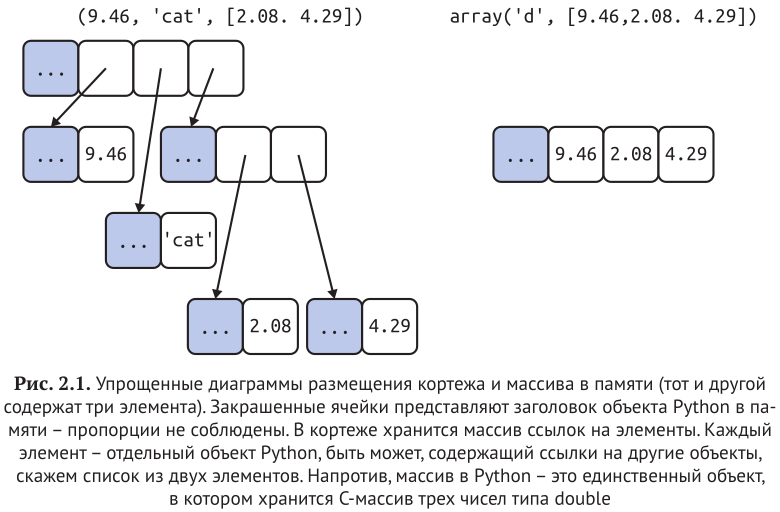 (9.46, 'cat', [2.08. 4.29])
array('d', [9.46,2.08. 4.29])
...
... 9.46
...
... 9.46 2.08 4.29
... 'cat'
... 2.08
... 4.29
Рис. 2.1. Упрощенные диаграммы размещения кортежа и массива в памяти (тот и другой
содержат три элемента). Закрашенные ячейки представляют заголовок объекта Python в па-
мяти – пропорции не соблюдены. В кортеже хранится массив ссылок на элементы. Каждый
элемент – отдельный объект Python, быть может, содержащий ссылки на другие объекты,
скажем список из двух элементов. Напротив, массив в Python – это единственный объект,
в котором хранится C-массив трех чисел типа double